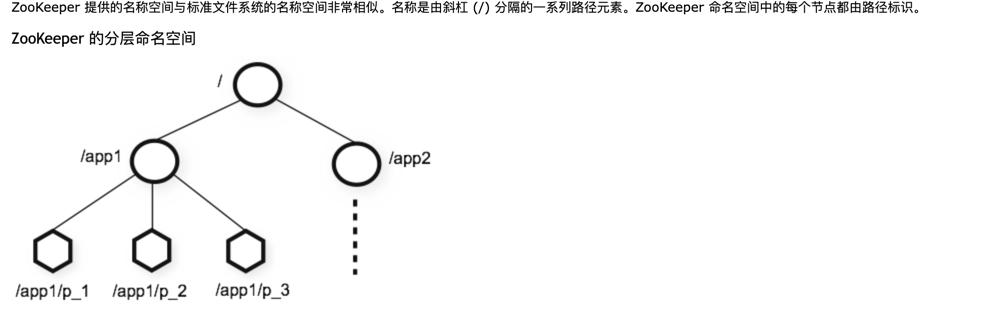 ZooKeeper 提供的名称空间与标准文件系统的名称空间非常相似。名称是由斜杠 (/) 分隔的一系列路径元素。ZooKeeper 命名空间中的每个节点都由路径标识。
ZooKeeper 的分层命名空间
/
/app1
/app2
/app1/p_1
/app1/p_2
/app1/p_3